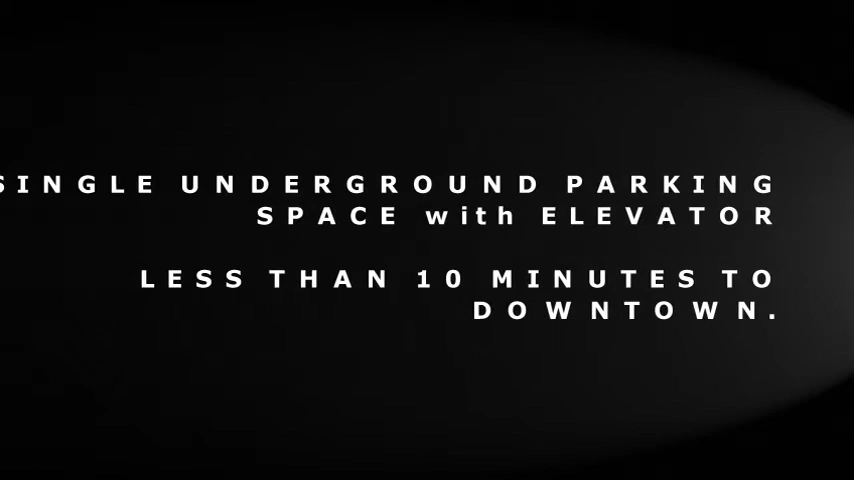 SINGLE UNDERGROUND PARKING
SPACE with ELEVATOR
LESS THAN 10 MINUTES TO
DOWNTOWN.